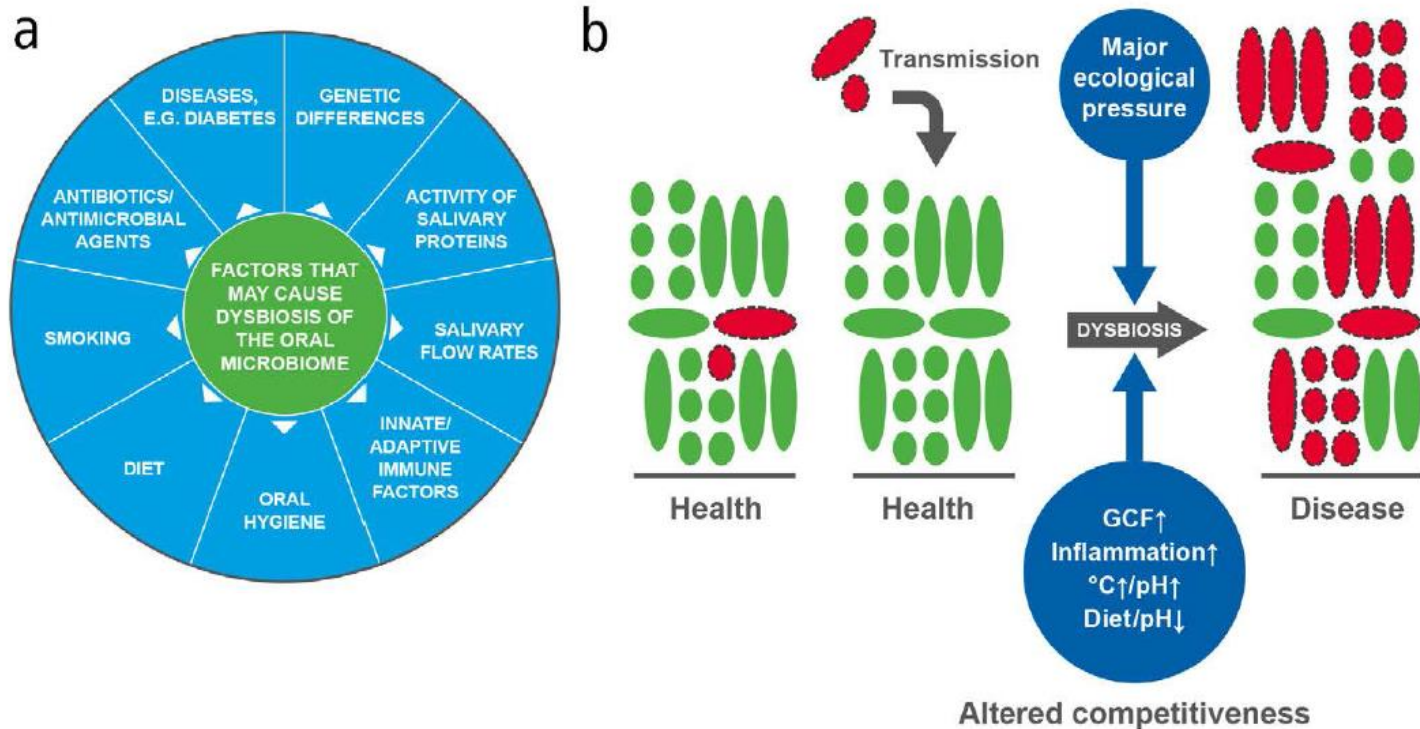 a
DISEASES,
E.G. DIABETES
GENETIC
DIFFERENCES
ACTIVITY OF
SALIVARY
PROTEINS
SALIVARY
FLOW RATES
INNATE/
ADAPTIVE
IMMUNE
FACTORS
ORAL
HYGIENE
DIET
SMOKING
ANTIBIOTICS/
ANTIMICROBIAL
AGENTS
FACTORS THAT
MAY CAUSE
DYSBIOSIS OF
THE ORAL
MICROBIOME
b
Transmission
Major
ecological
pressure
DYSBIOSIS
Health
Health
Disease
GCF↑
Inflammation↑
°C↑/pH↑
Diet/pH↓
Altered competitiveness